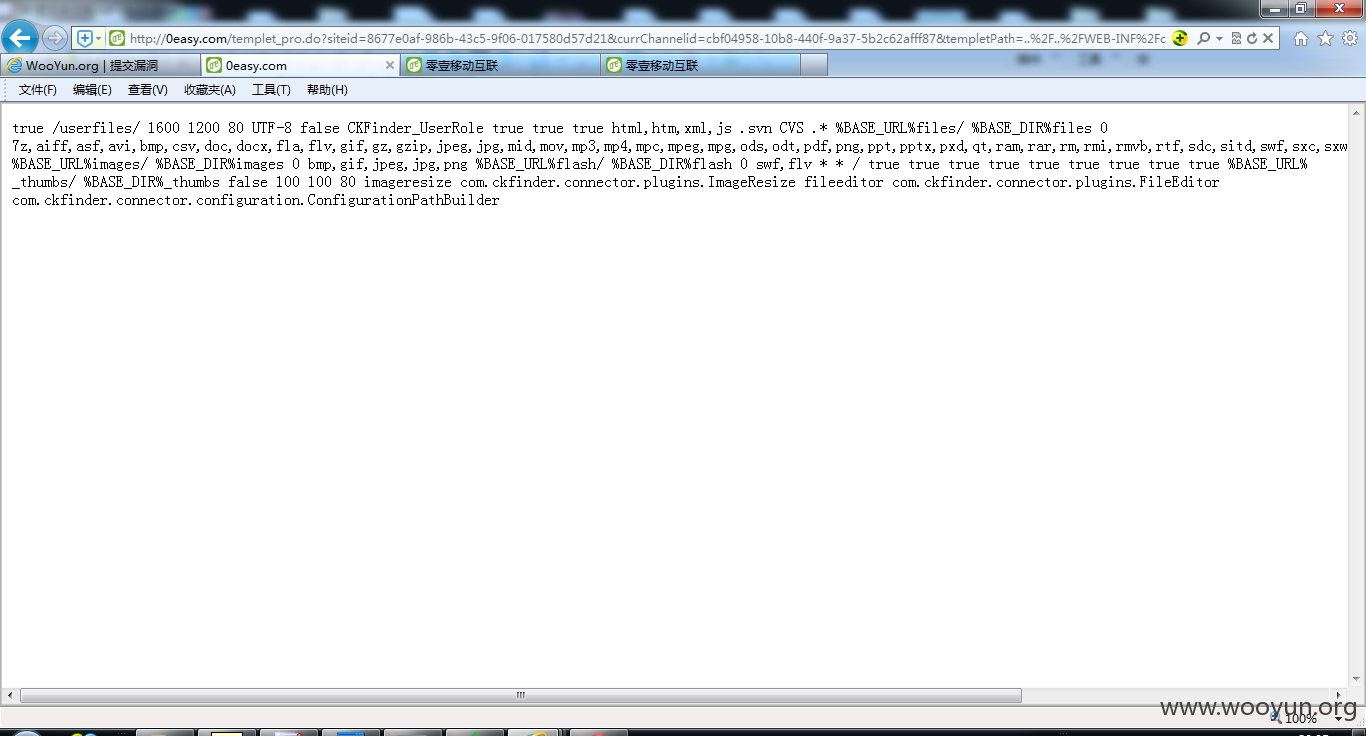 http://0easy.com/templet_pro.do?siteid=8677e0af-986b-43c5-9f06-017580d57d21&currChannelid=cbf04958-10b8-440f-9a37-5b2c62afff87&templetPath=..%2F..%2FWEB-INF%2Fc
WooYun.org | 提交漏洞 0easy.com 零壹移动互联 零壹移动互联
文件(F) 编辑(E) 查看(V) 收藏夹(A) 工具(T) 帮助(H)
true /userfiles/ 1600 1200 80 UTF-8 false CKFinder_UserRole true true true html,htm,xml,js .svn CVS .* %BASE_URL%files/ %BASE_DIR%files 0
7z,aiff,asf,avi,bmp,csv,doc,docx,fla,flv,gif,gz,gzip,jpeg,jpg,mid,mov,mp3,mp4,mpc,mpeg,mpg,ods,odt,pdf,png,ppt,pptx,pxd,qt,ram,rar,rm,rmi,rmvb,rtf,sdc,sitd,swf,sxc,sxw
%BASE_URL%images/ %BASE_DIR%images 0 bmp,gif,jpeg,jpg,png %BASE_URL%flash/ %BASE_DIR%flash 0 swf,flv * * / true true true true true true true true true %BASE_URL%
_thumbs/ %BASE_DIR%_thumbs false 100 100 80 imageresize com.ckfinder.connector.plugins.ImageResize fileeditor com.ckfinder.connector.plugins.FileEditor
com.ckfinder.connector.configuration.ConfigurationPathBuilder
www.wooyun.org
100%